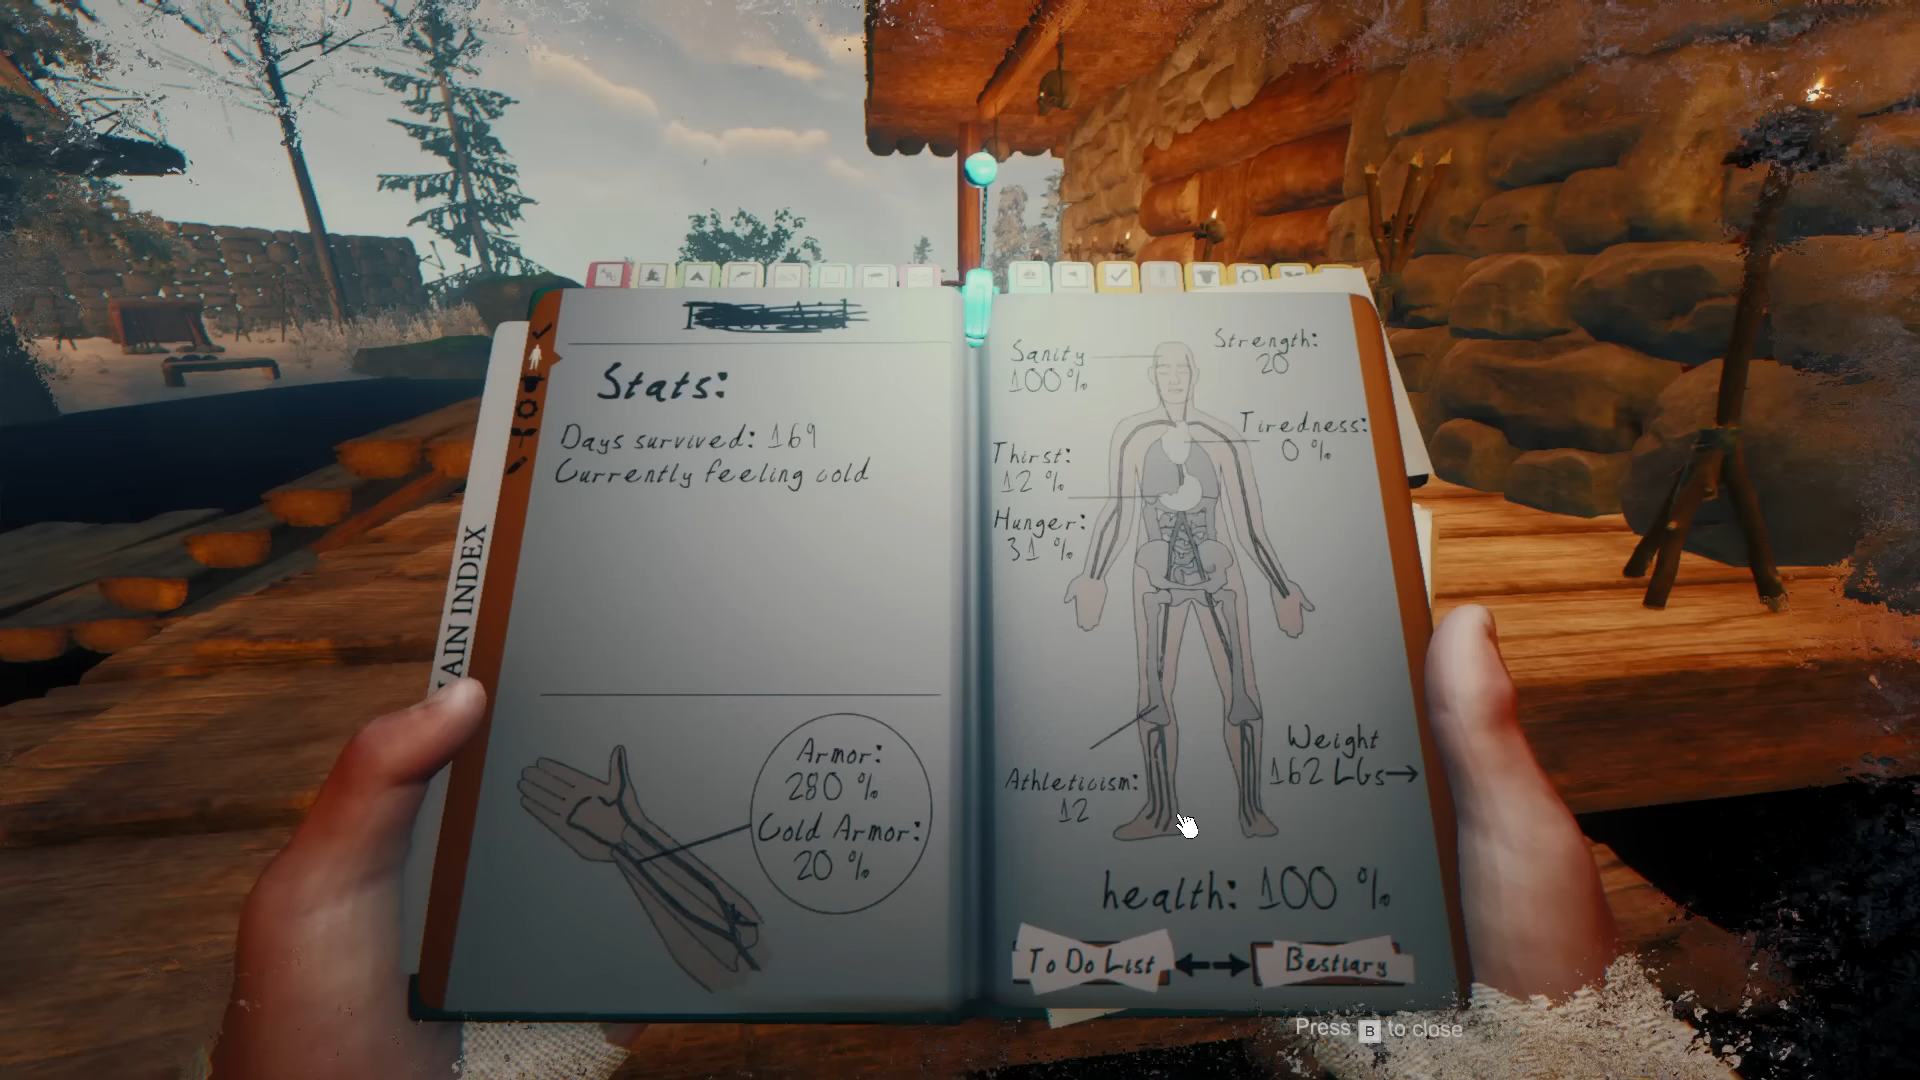 Stats:
Days survived: 169
Currently feeling cold
AIN INDEX
Armor:
280 %
Cold Armor:
20 %
Sanity
100%
Strength:
20
Tiredness:
0 %
Thirst:
12 %
Hunger:
31 %
Weight
162 LBs
Athleticism:
12
health: 100 %
To Do List
Bestiary
Press B to close